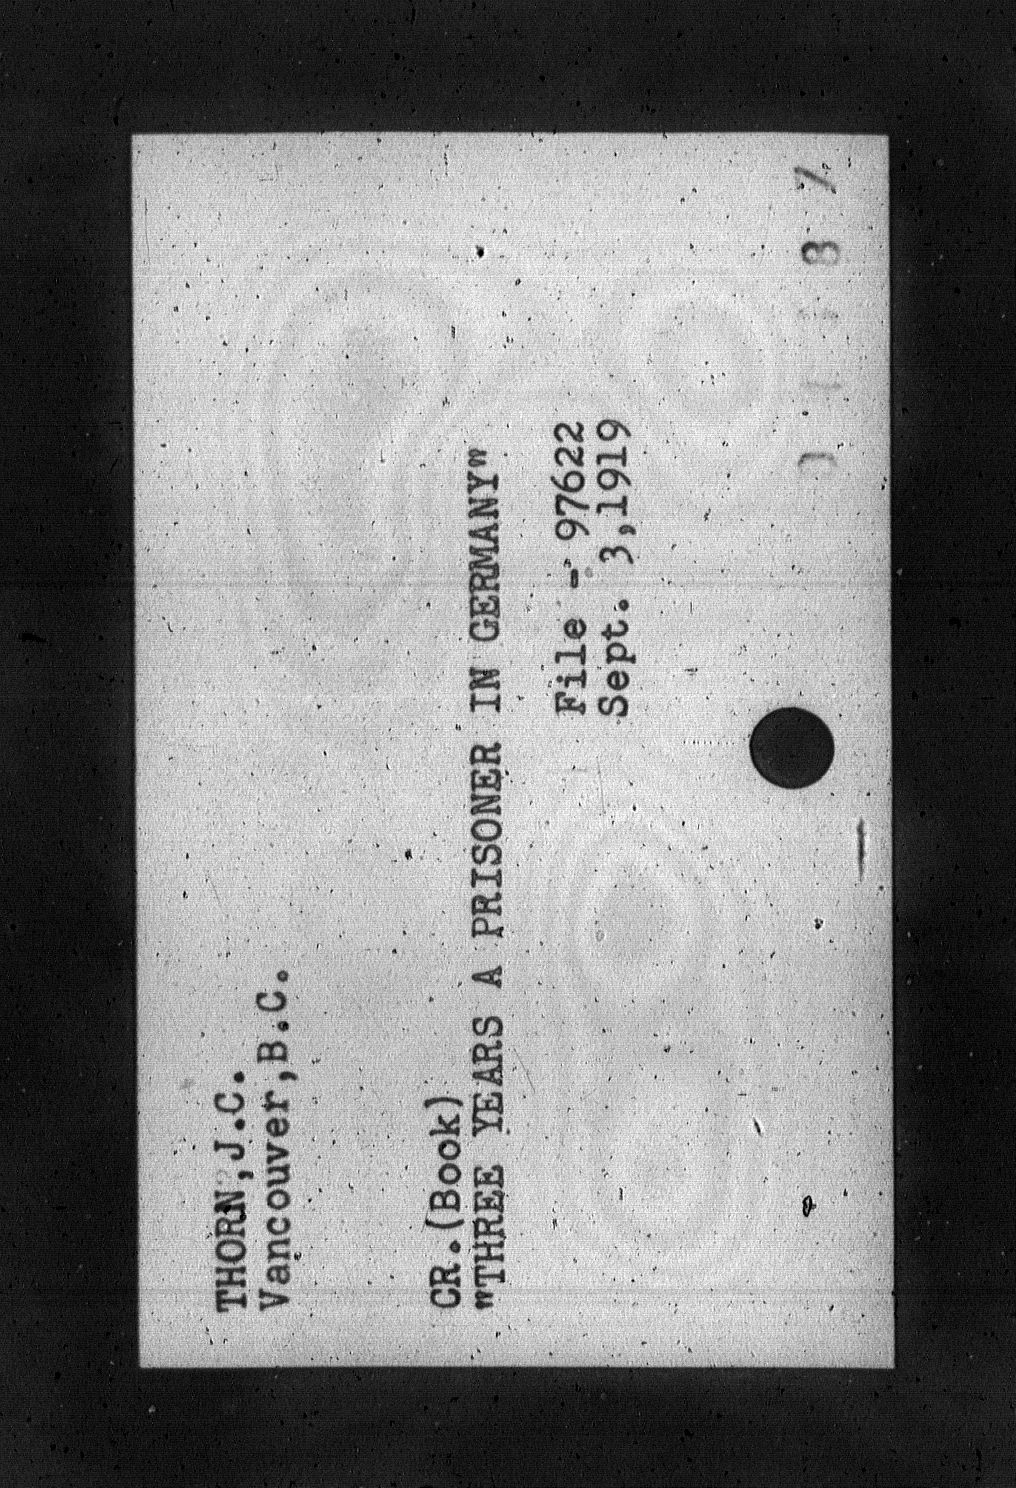 THORN,J.C.
Vancouver,B.C.
CR.(Book)
"THREE YEARS A PRISONER IN GERMANY"
File - 97622
Sept. 3,1919